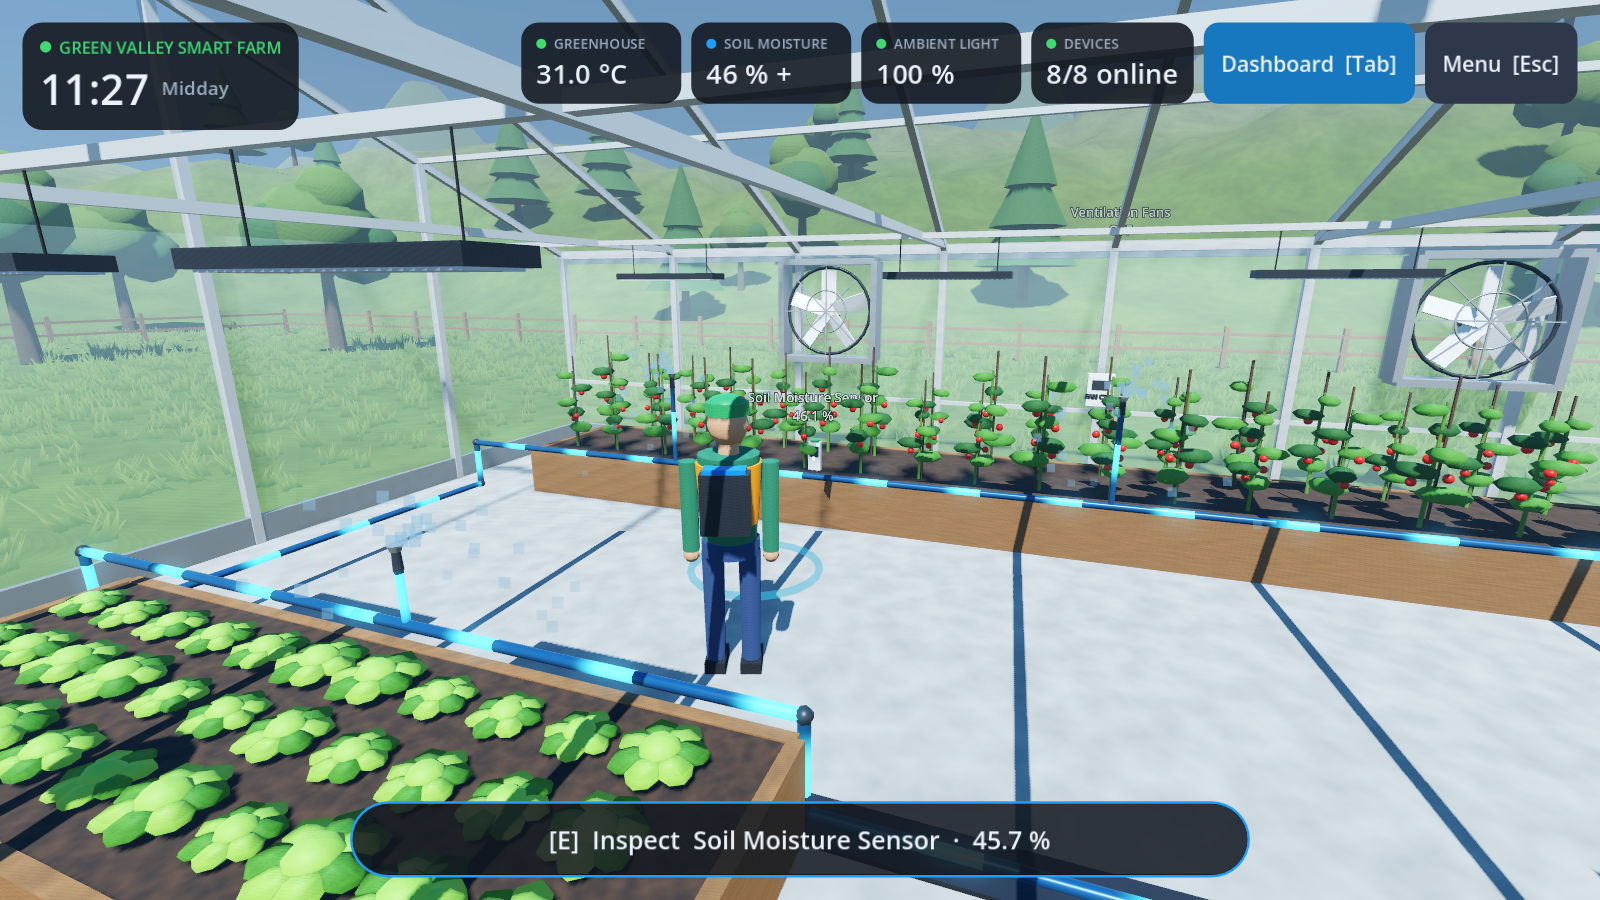 GREEN VALLEY SMART FARM
11:27 Midday
GREENHOUSE
31.0 °C
SOIL MOISTURE
46 % +
AMBIENT LIGHT
100 %
DEVICES
8/8 online
Dashboard [Tab]
Menu [Esc]
Ventilation Fans
Soil Moisture Sensor
46.1 %
[E] Inspect Soil Moisture Sensor · 45.7 %